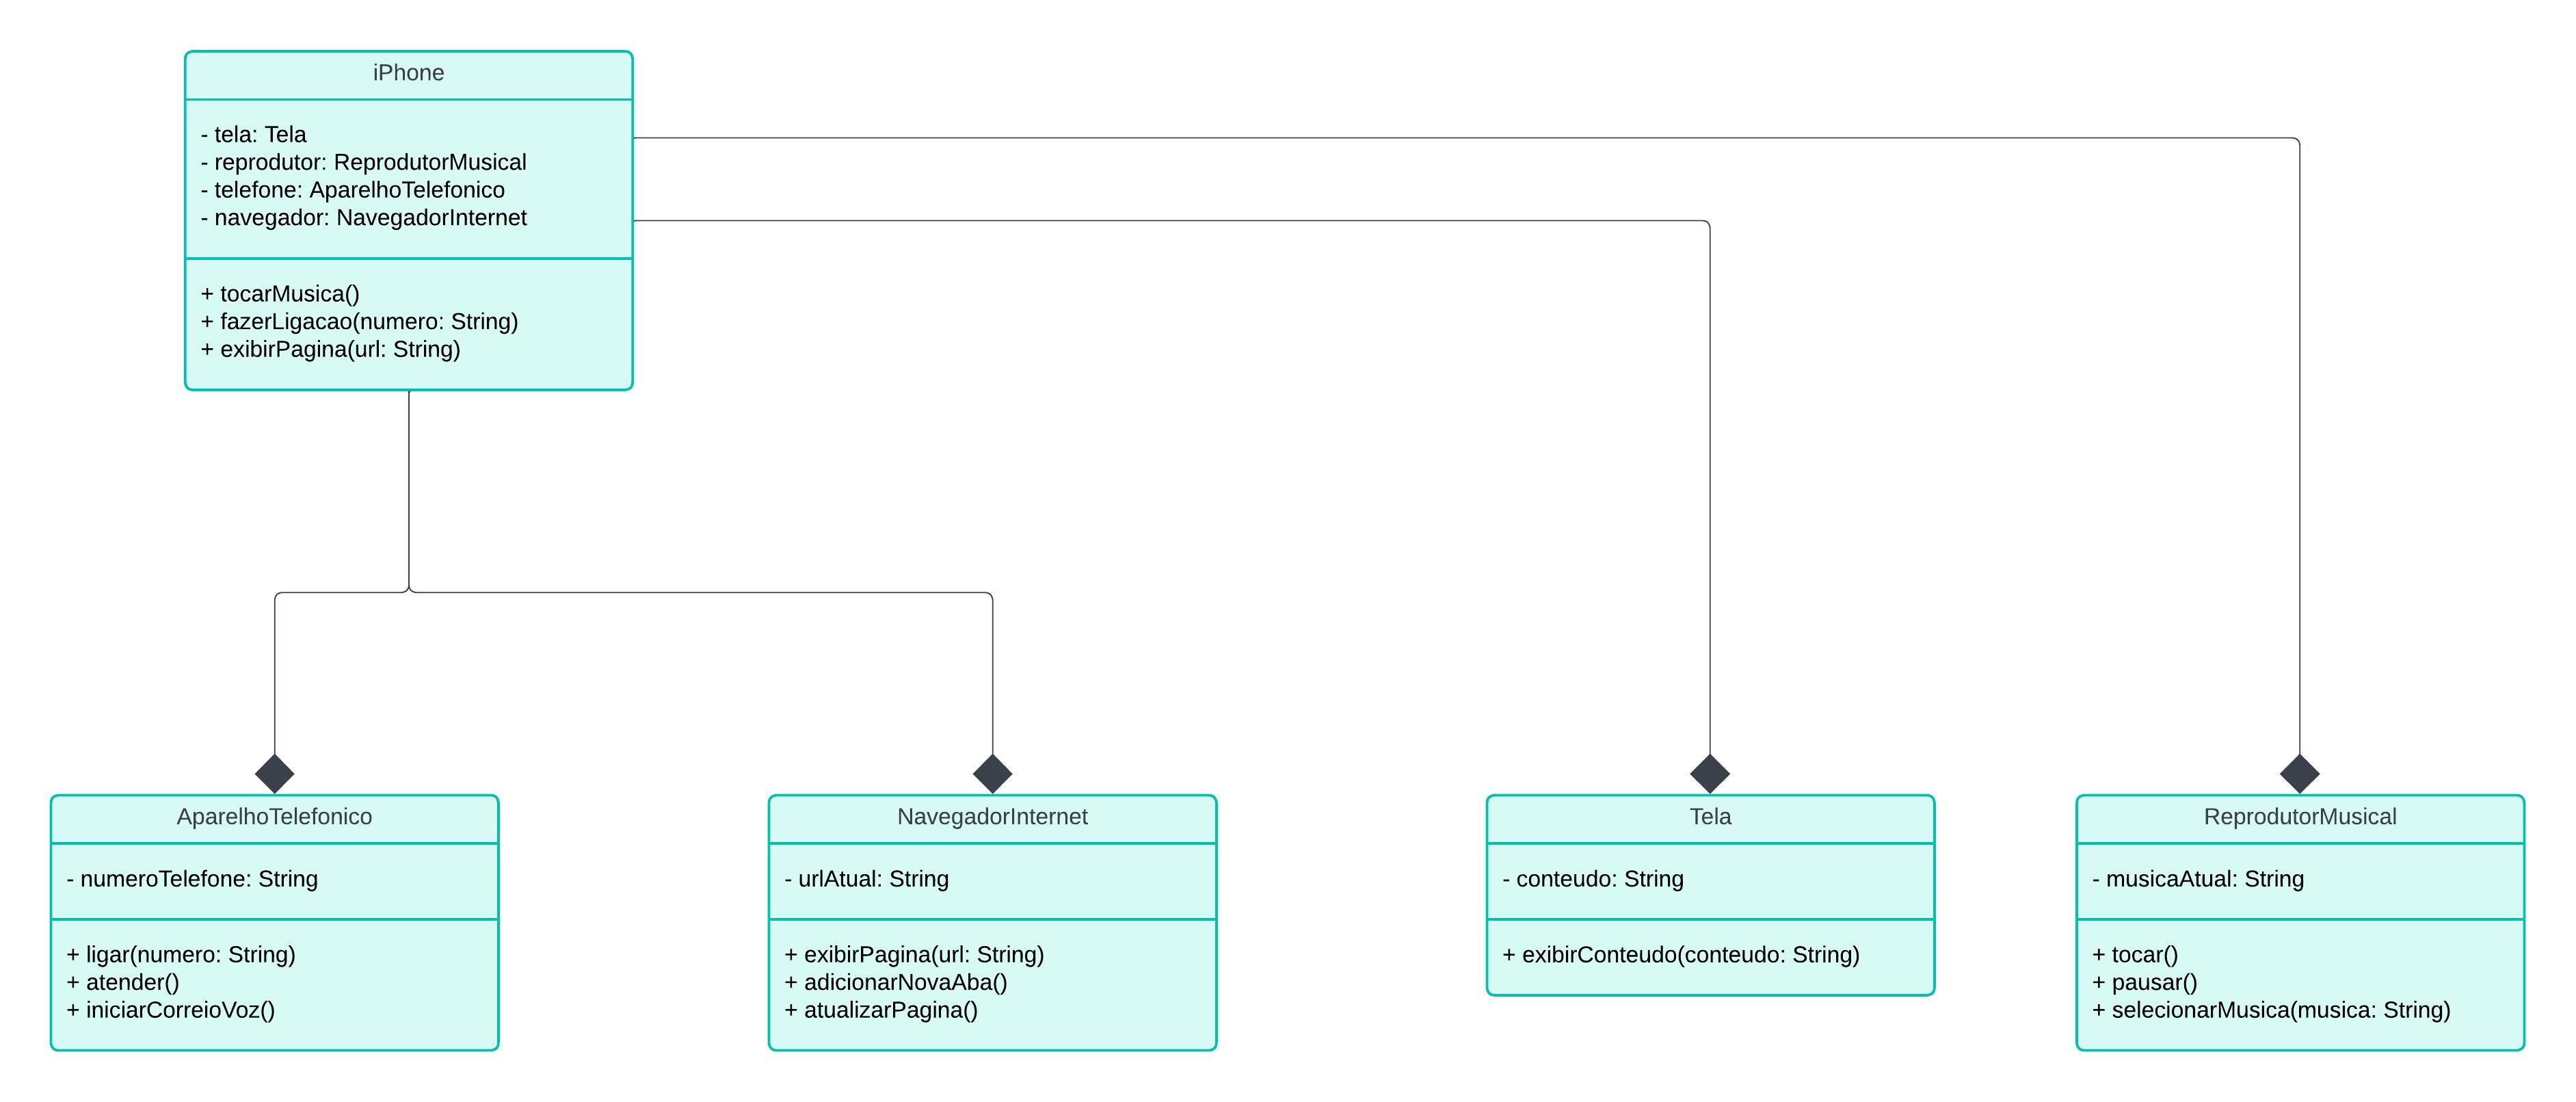 iPhone
- tela: Tela
- reprodutor: ReprodutorMusical
- telefone: AparelhoTelefonico
- navegador: NavegadorInternet
+ tocarMusica()
+ fazerLigacao(numero: String)
+ exibirPagina(url: String)
AparelhoTelefonico
- numeroTelefone: String
+ ligar(numero: String)
+ atender()
+ iniciarCorreioVoz()
NavegadorInternet
- urlAtual: String
+ exibirPagina(url: String)
+ adicionarNovaAba()
+ atualizarPagina()
Tela
- conteudo: String
+ exibirConteudo(conteudo: String)
ReprodutorMusical
- musicaAtual: String
+ tocar()
+ pausar()
+ selecionarMusica(musica: String)